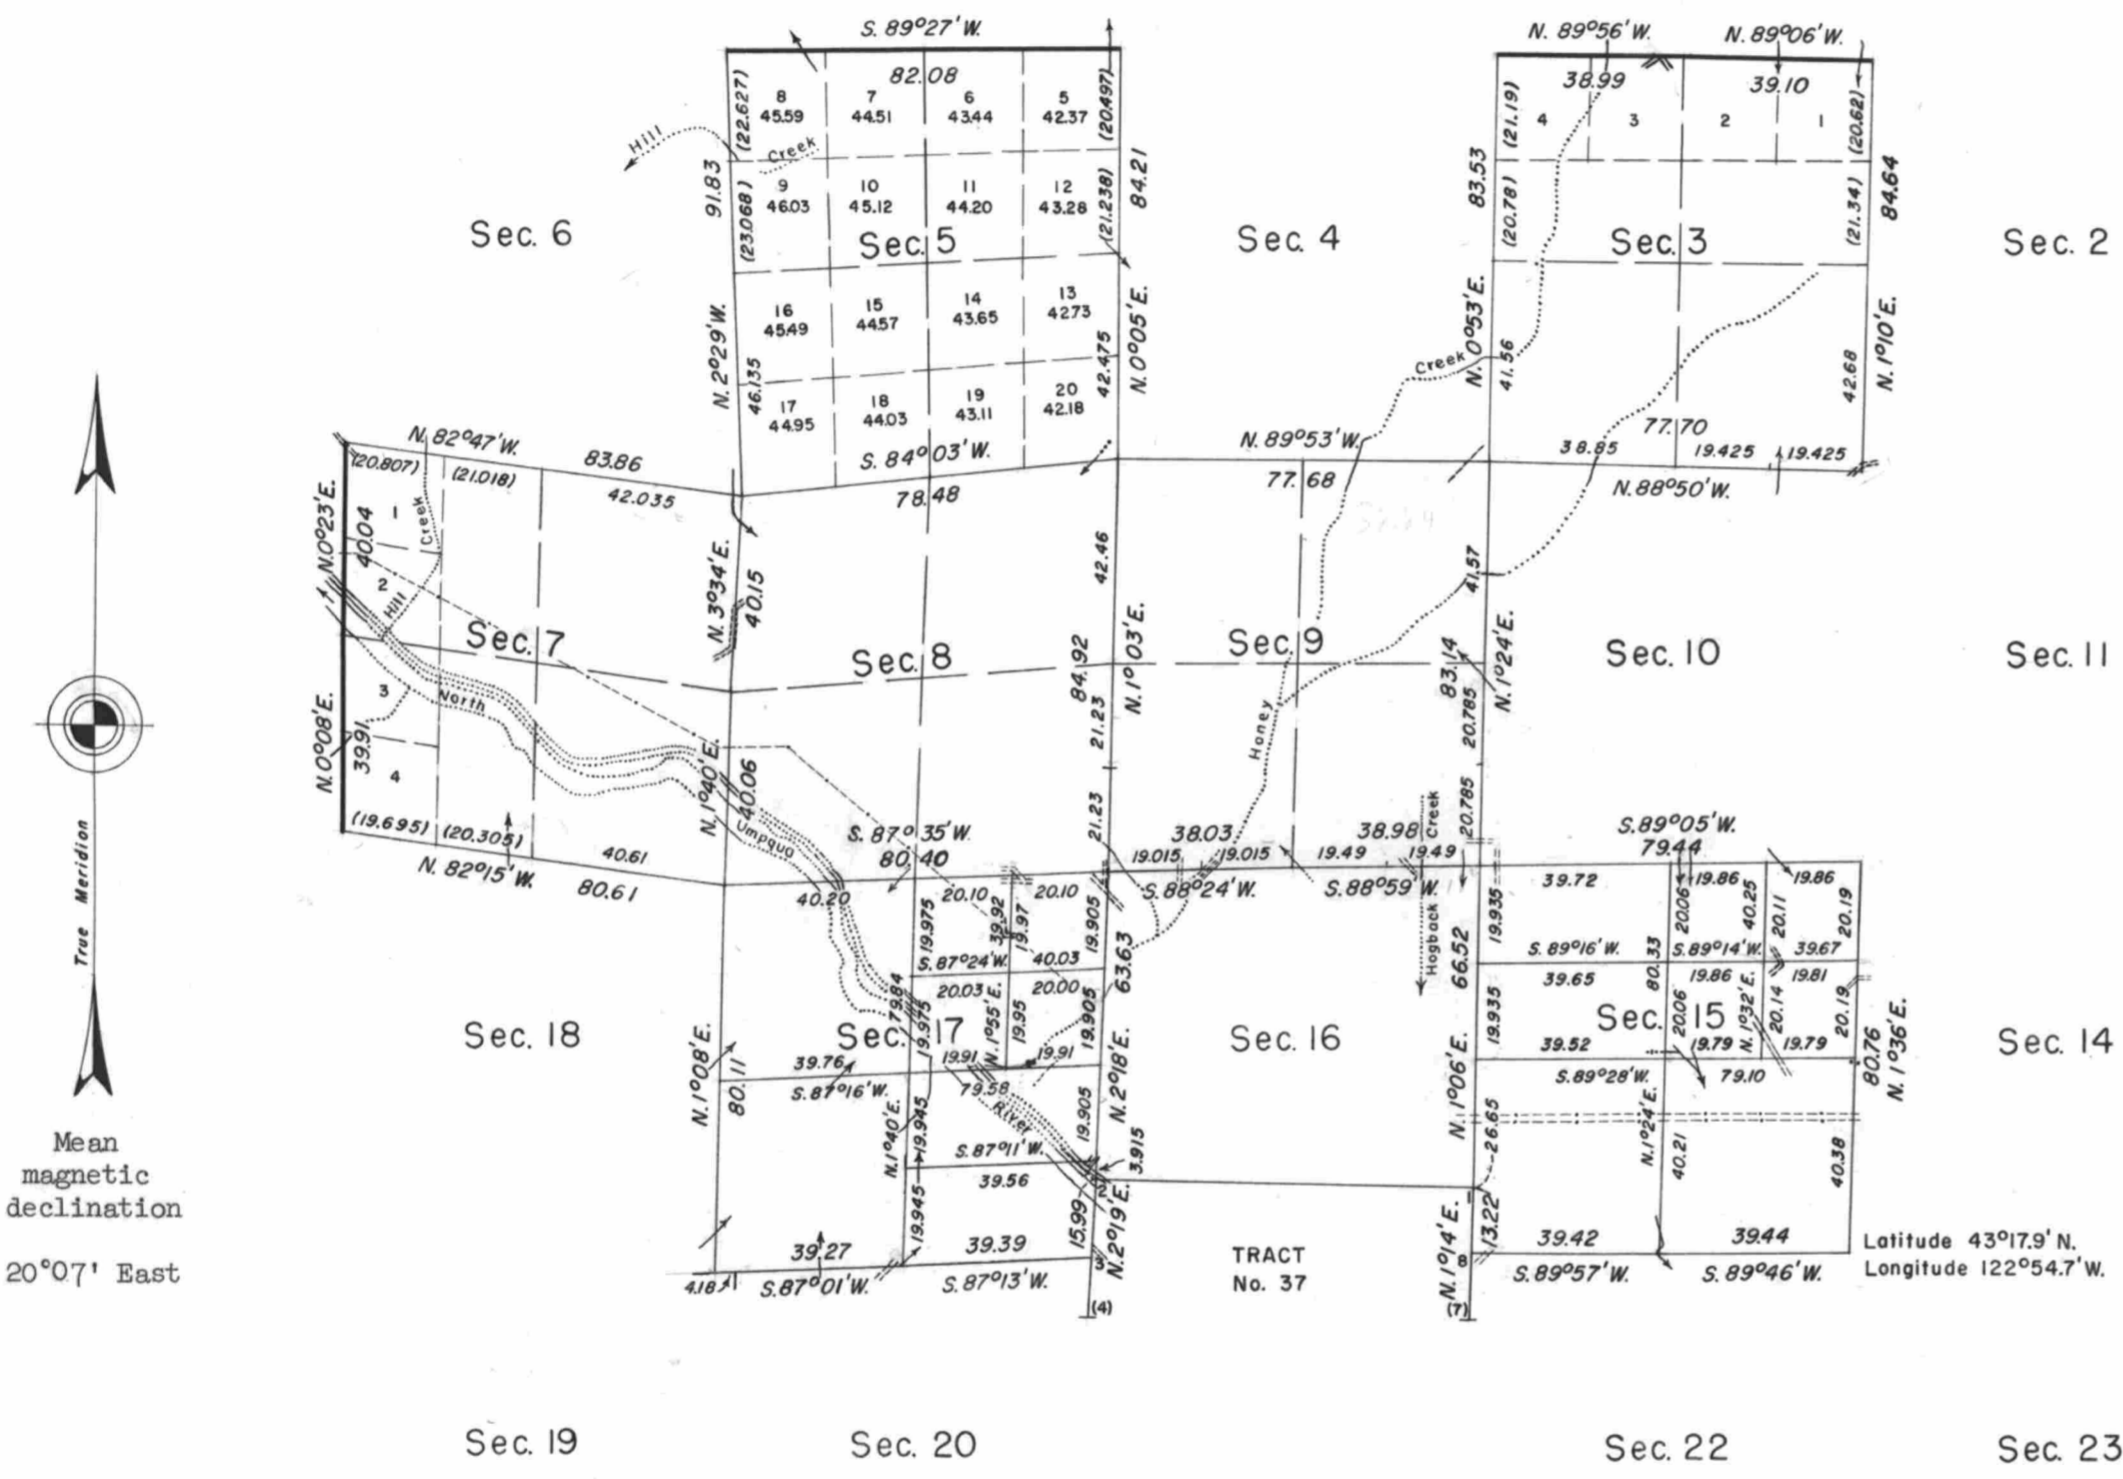 S. 89°27' W.
82.08
8
45.59
7
44.51
6
43.44
5
42.37
(22.627)
(20.497)
Hill
Creek
91.83
84.21
(23.068)
(21.238)
9
46.03
10
45.12
11
44.20
12
43.28
Sec. 5
16
45.49
15
44.57
14
43.65
13
42.73
N. 2°29' W.
46.135
42.475
N. 0°05' E.
17
44.95
18
44.03
19
43.11
20
42.18
S. 84°03' W.
78.48
N. 89°56' W.
N. 89°06' W.
38.99
39.10
4
3
2
1
(21.19)
(20.62)
83.53
84.64
(20.78)
(21.34)
Sec. 6
Sec. 4
Sec. 3
Sec. 2
N. 0°53' E.
Creek
41.56
42.68
N. 1°10' E.
77.70
38.85
19.425
19.425
N. 88°50' W.
N. 89°53' W.
77.68
N. 82°47' W.
83.86
(20.807)
(21.018)
42.035
N. 0°23' E.
40.04
1
Creek
2
Hill
Sec. 7
3
North
N. 0°08' E.
39.91
4
(19.695)
(20.305)
40.61
N. 82°15' W.
80.61
N. 3°34' E.
40.15
42.46
Sec. 8
84.92
N. 1°03' E.
21.23
21.23
N. 1°40' E.
40.06
Umpqua
S. 87°35' W.
80.40
Sec. 9
41.57
83.14
N. 1°24' E.
20.785
20.785
Honey
Hogback Creek
38.03
38.98
19.015
19.015
19.49
19.49
S. 88°24' W.
S. 88°59' W.
Sec. 10
Sec. 11
S. 89°05' W.
79.44
40.20
20.10
20.10
19.975
39.92
19.97
19.905
S. 87°24' W.
40.03
20.03
20.00
79.84
19.975
N. 1°55' E.
19.95
19.905
63.63
Sec. 18
Sec. 17
Sec. 16
N. 1°08' E.
80.11
39.76
S. 87°16' W.
19.91
19.91
79.58
River
N. 2°18' E.
19.905
N. 1°40' E.
19.945
S. 87°11' W.
39.56
3.915
2
19.945
15.99
N. 2°19' E.
39.27
39.39
3
4.18
1
S. 87°01' W.
S. 87°13' W.
(4)
39.72
19.86
19.86
19.935
20.06
40.25
20.11
20.19
66.52
S. 89°16' W.
80.33
S. 89°14' W.
39.67
39.65
19.86
19.81
19.935
Sec. 15
20.06
N. 1°32' E.
20.14
20.19
N. 1°36' E.
80.76
Sec. 14
39.52
19.79
19.79
S. 89°28' W.
79.10
N. 1°06' E.
26.65
N. 1°24' E.
40.21
40.38
1
N. 1°14' E.
13.22
8
39.42
39.44
S. 89°57' W.
S. 89°46' W.
(7)
TRACT
No. 37
Latitude 43°17.9' N.
Longitude 122°54.7' W.
True Meridion
Mean
magnetic
declination
20°07' East
Sec. 19
Sec. 20
Sec. 22
Sec. 23